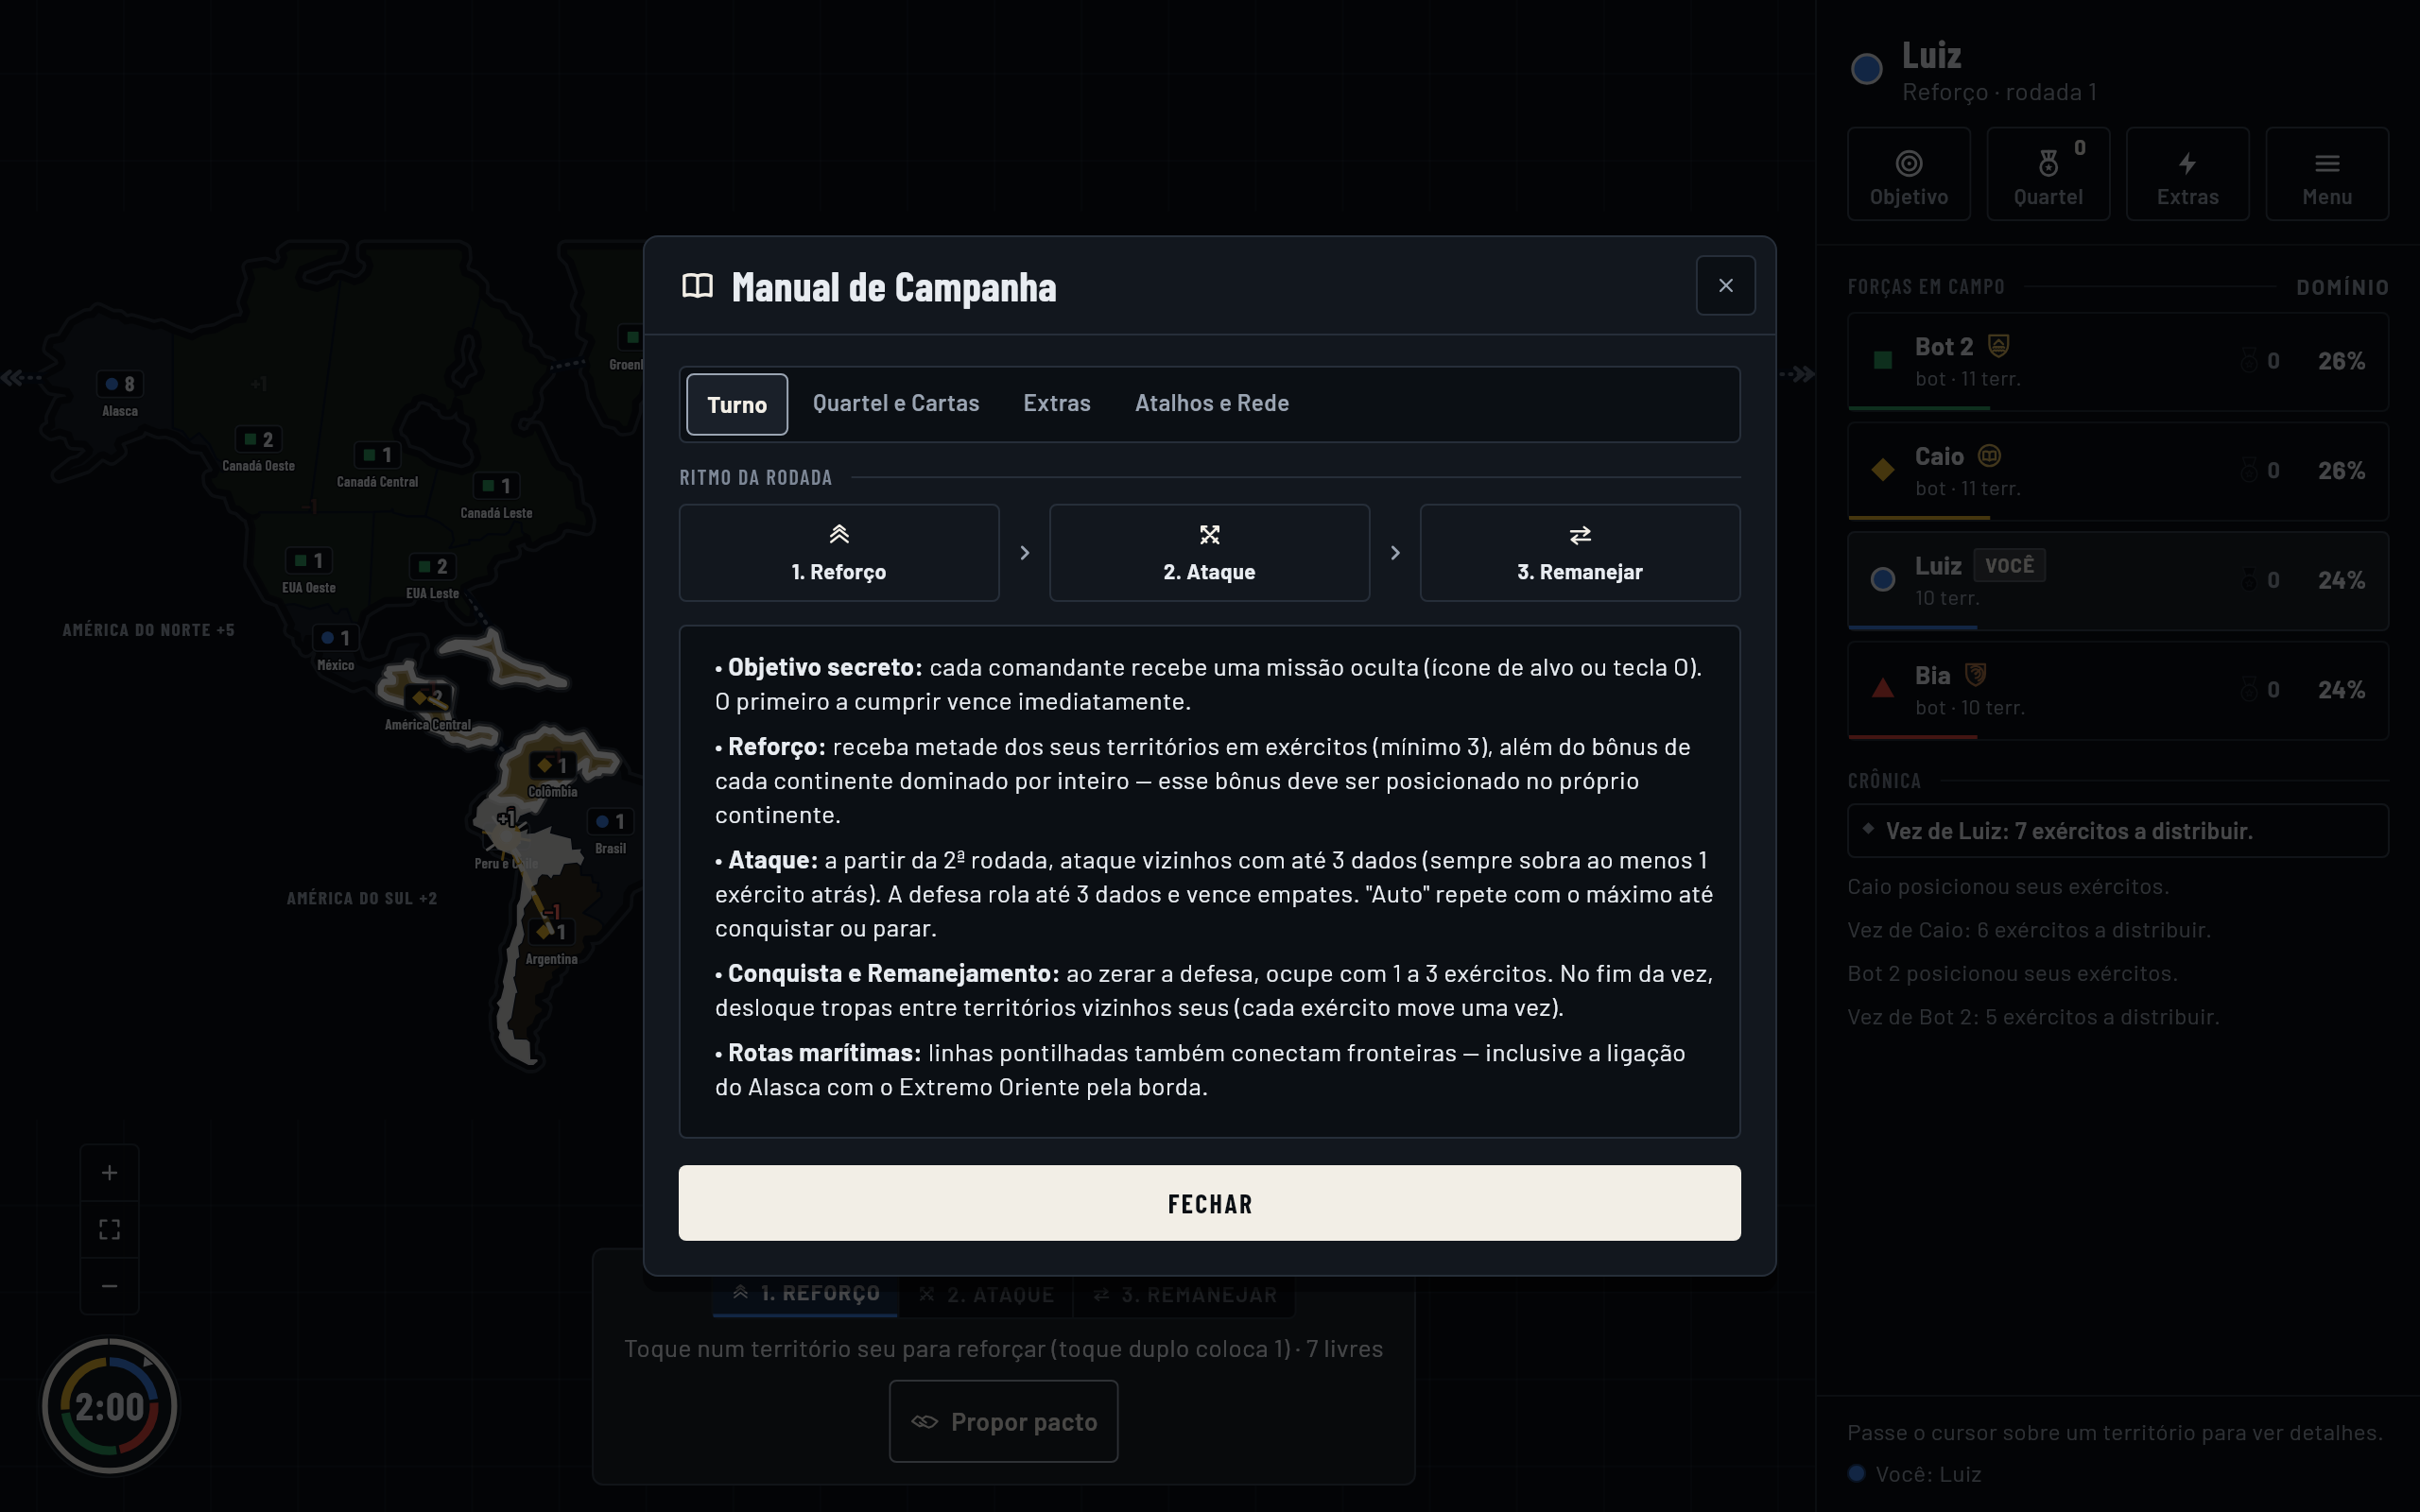 Luiz
Reforço · rodada 1
Objetivo
0
Quartel
Extras
Menu
FORÇAS EM CAMPO
DOMÍNIO
Bot 2
bot · 11 terr.
0
26%
Caio
bot · 11 terr.
0
26%
Luiz
VOCÊ
10 terr.
0
24%
Bia
bot · 10 terr.
0
24%
CRÔNICA
Vez de Luiz: 7 exércitos a distribuir.
Caio posicionou seus exércitos.
Vez de Caio: 6 exércitos a distribuir.
Bot 2 posicionou seus exércitos.
Vez de Bot 2: 5 exércitos a distribuir.
Passe o cursor sobre um território para ver detalhes.
Você: Luiz
Manual de Campanha
Turno
Quartel e Cartas
Extras
Atalhos e Rede
RITMO DA RODADA
1. Reforço
2. Ataque
3. Remanejar
• Objetivo secreto: cada comandante recebe uma missão oculta (ícone de alvo ou tecla O).
O primeiro a cumprir vence imediatamente.
• Reforço: receba metade dos seus territórios em exércitos (mínimo 3), além do bônus de
cada continente dominado por inteiro — esse bônus deve ser posicionado no próprio
continente.
• Ataque: a partir da 2ª rodada, ataque vizinhos com até 3 dados (sempre sobra ao menos 1
exército atrás). A defesa rola até 3 dados e vence empates. "Auto" repete com o máximo até
conquistar ou parar.
• Conquista e Remanejamento: ao zerar a defesa, ocupe com 1 a 3 exércitos. No fim da vez,
desloque tropas entre territórios vizinhos seus (cada exército move uma vez).
• Rotas marítimas: linhas pontilhadas também conectam fronteiras — inclusive a ligação
do Alasca com o Extremo Oriente pela borda.
FECHAR
8
Alasca
+1
2
Canadá Oeste
1
Canadá Central
1
Canadá Leste
-1
1
EUA Oeste
2
EUA Leste
AMÉRICA DO NORTE +5
1
México
2
América Central
1
Colômbia
+1
1
Brasil
Peru e
AMÉRICA DO SUL +2
-1
1
Argentina
2:00
1. REFORÇO
2. ATAQUE
3. REMANEJAR
Toque num território seu para reforçar (toque duplo coloca 1) · 7 livres
Propor pacto